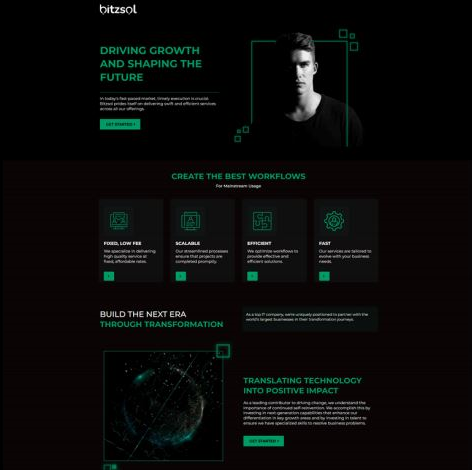 bitzsol
DRIVING GROWTH
AND SHAPING THE
FUTURE
In today's fast-paced market, timely execution is crucial.
Bitzsol prides itself on delivering swift and efficient services
across all our offerings.
GET STARTED >
CREATE THE BEST WORKFLOWS
For Mainstream Usage
FIXED, LOW FEE
We specialize in delivering
high quality service at
fixed, affordable rates.
SCALABLE
Our streamlined processes
ensure that projects are
completed promptly.
EFFICIENT
We optimize workflows to
provide effective and
efficient solutions.
FAST
Our services are tailored to
evolve with your business
needs.
BUILD THE NEXT ERA
THROUGH TRANSFORMATION
As a top IT company, we're uniquely positioned to partner with the
world's largest businesses in their transformation journeys.
TRANSLATING TECHNOLOGY
INTO POSITIVE IMPACT
As a leading contributor to driving change, we understand the
importance of continued self-reinvention. We accomplish this by
investing in next-generation capabilities that enhance our
differentiation in key growth areas and by investing in talent to
ensure we have specialized skills to resolve business problems.
GET STARTED >